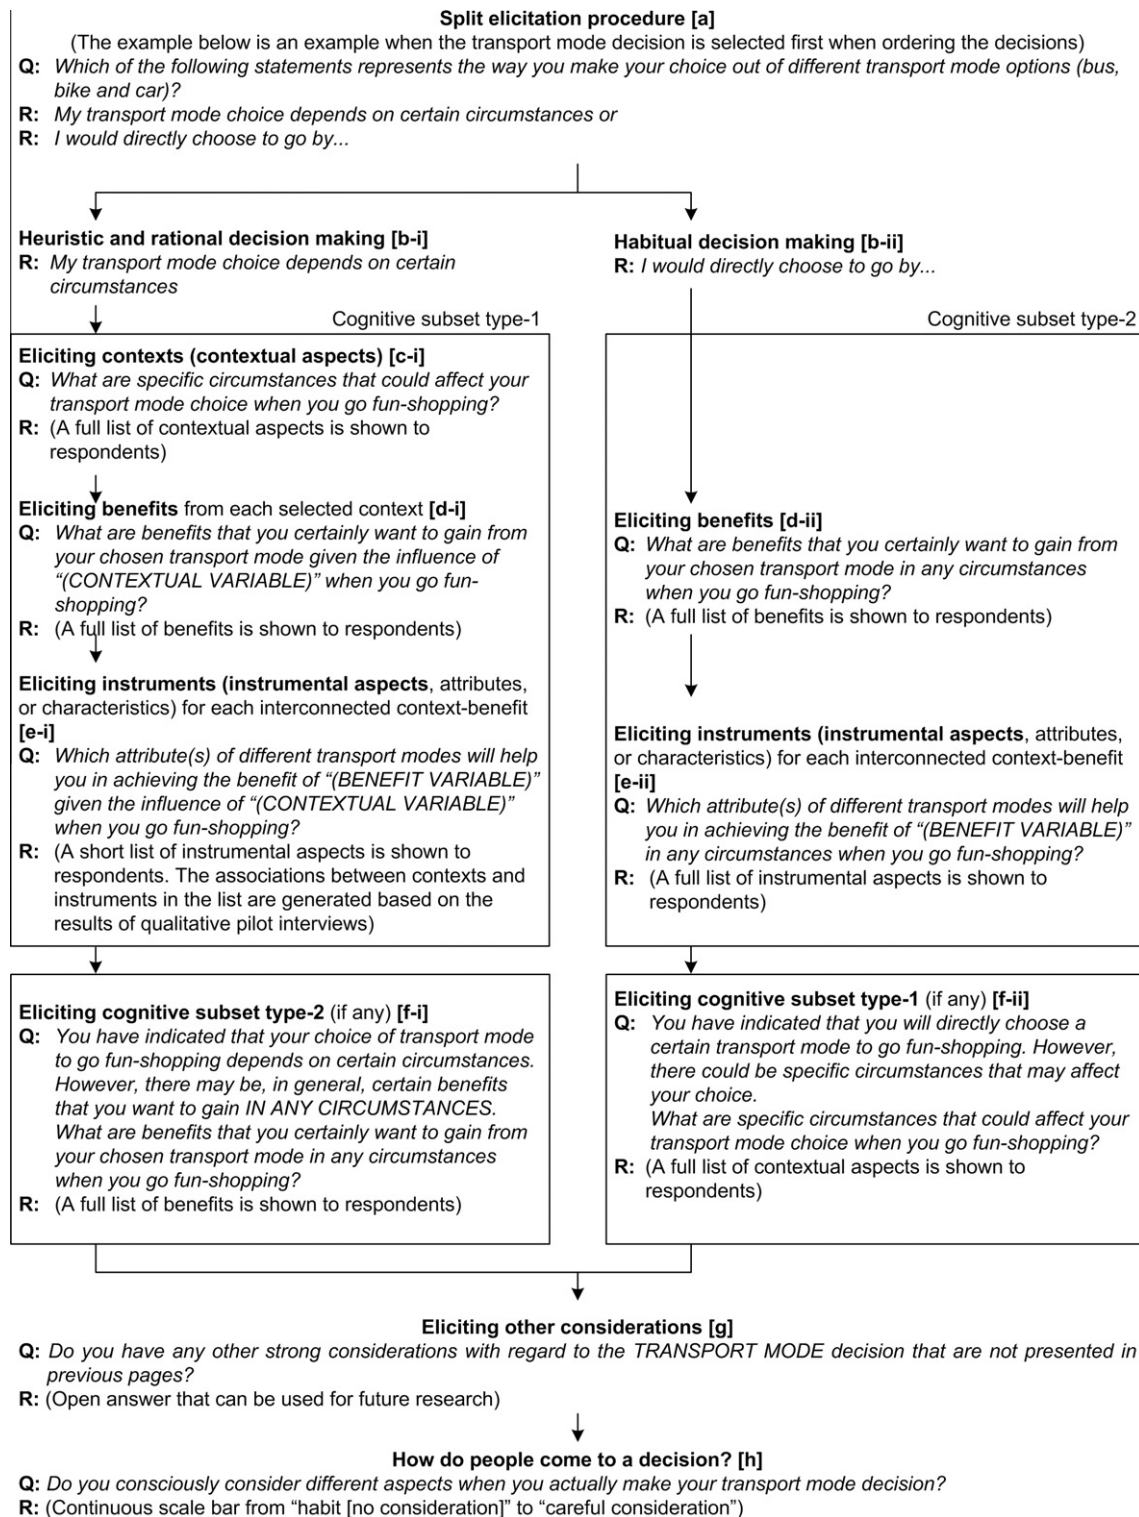 Split elicitation procedure [a]
(The example below is an example when the transport mode decision is selected first when ordering the decisions)
Q: Which of the following statements represents the way you make your choice out of different transport mode options (bus,
bike and car)?
R: My transport mode choice depends on certain circumstances or
R: I would directly choose to go by...
Heuristic and rational decision making [b-i]
R: My transport mode choice depends on certain
circumstances
Cognitive subset type-1
Eliciting contexts (contextual aspects) [c-i]
Q: What are specific circumstances that could affect your
transport mode choice when you go fun-shopping?
R: (A full list of contextual aspects is shown to
respondents)
Eliciting benefits from each selected context [d-i]
Q: What are benefits that you certainly want to gain from
your chosen transport mode given the influence of
“(CONTEXTUAL VARIABLE)” when you go fun-
shopping?
R: (A full list of benefits is shown to respondents)
Eliciting instruments (instrumental aspects, attributes,
or characteristics) for each interconnected context-benefit
[e-i]
Q: Which attribute(s) of different transport modes will help
you in achieving the benefit of “(BENEFIT VARIABLE)”
given the influence of “(CONTEXTUAL VARIABLE)”
when you go fun-shopping?
R: (A short list of instrumental aspects is shown to
respondents. The associations between contexts and
instruments in the list are generated based on the
results of qualitative pilot interviews)
Eliciting cognitive subset type-2 (if any) [f-i]
Q: You have indicated that your choice of transport mode
to go fun-shopping depends on certain circumstances.
However, there may be, in general, certain benefits
that you want to gain IN ANY CIRCUMSTANCES.
What are benefits that you certainly want to gain from
your chosen transport mode in any circumstances
when you go fun-shopping?
R: (A full list of benefits is shown to respondents)
Habitual decision making [b-ii]
R: I would directly choose to go by...
Cognitive subset type-2
Eliciting benefits [d-ii]
Q: What are benefits that you certainly want to gain from
your chosen transport mode in any circumstances
when you go fun-shopping?
R: (A full list of benefits is shown to respondents)
Eliciting instruments (instrumental aspects, attributes,
or characteristics) for each interconnected context-benefit
[e-ii]
Q: Which attribute(s) of different transport modes will help
you in achieving the benefit of “(BENEFIT VARIABLE)”
in any circumstances when you go fun-shopping?
R: (A full list of instrumental aspects is shown to
respondents)
Eliciting cognitive subset type-1 (if any) [f-ii]
Q: You have indicated that you will directly choose a
certain transport mode to go fun-shopping. However,
there could be specific circumstances that may affect
your choice.
What are specific circumstances that could affect your
transport mode choice when you go fun-shopping?
R: (A full list of contextual aspects is shown to
respondents)
Eliciting other considerations [g]
Q: Do you have any other strong considerations with regard to the TRANSPORT MODE decision that are not presented in
previous pages?
R: (Open answer that can be used for future research)
How do people come to a decision? [h]
Q: Do you consciously consider different aspects when you actually make your transport mode decision?
R: (Continuous scale bar from “habit [no consideration]” to “careful consideration”)